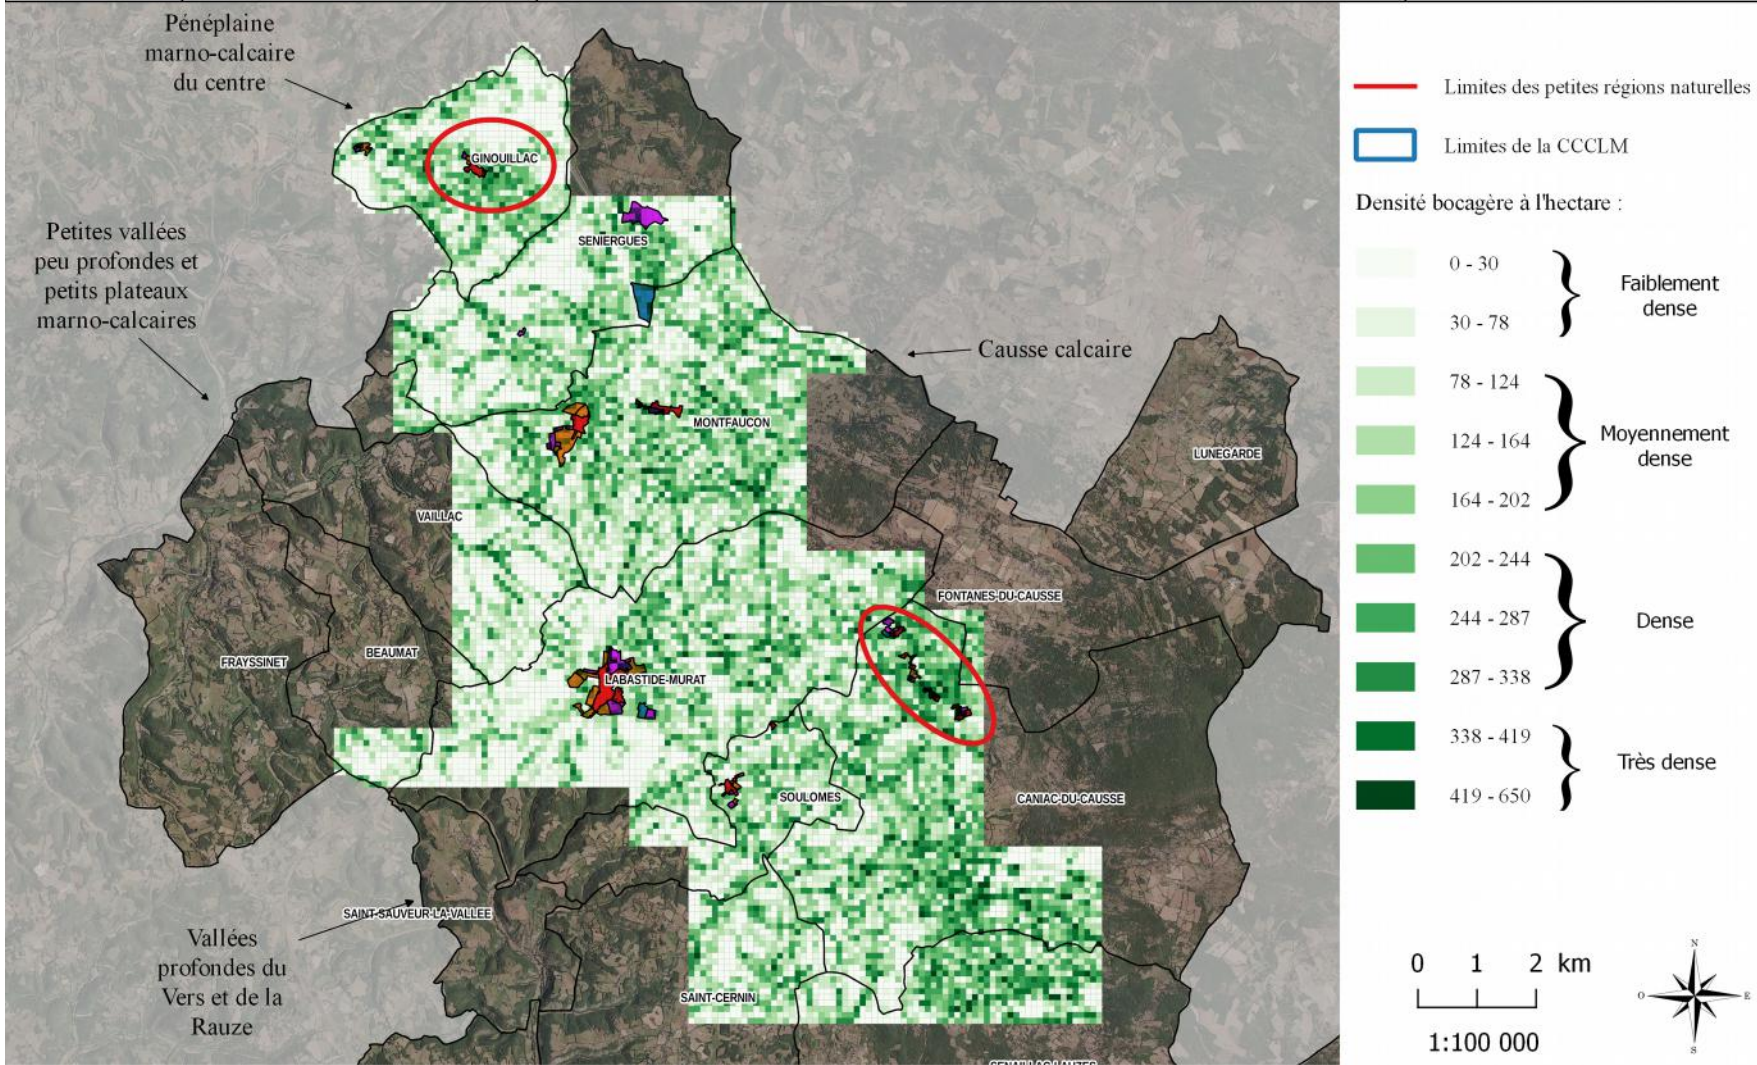 Pénéplaine
marno-calcaire
du centre
Petites vallées
peu profondes et
petits plateaux
marno-calcaires
Causse calcaire
Vallées
profondes du
Vers et de la
Rauze
GINOUILLAC
SENIERGUES
MONTFAUCON
LUNEGARDE
VAILLAC
FONTANES-DU-CAUSSE
FRAYSSINET
BEAUMAT
LABASTIDE-MURAT
SOULOMES
CANIAC-DU-CAUSSE
SAINT-SAUVEUR-LA-VALLEE
SAINT-CERNIN
Limites des petites régions naturelles
Limites de la CCCLM
Densité bocagère à l'hectare :
0 - 30
30 - 78
Faiblement
dense
78 - 124
124 - 164
164 - 202
Moyennement
dense
202 - 244
244 - 287
287 - 338
Dense
338 - 419
419 - 650
Très dense
0 1 2 km
1:100 000
N
O E
S